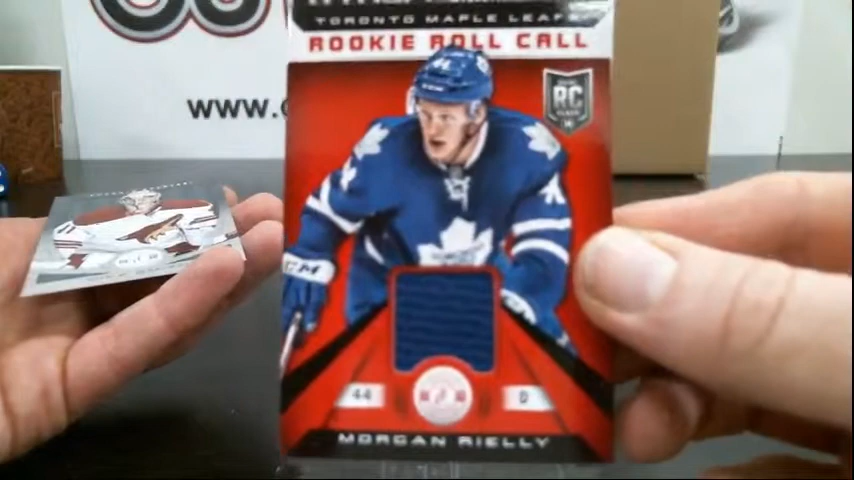 TORONTO MAPLE LEAFS
ROOKIE ROLL CALL
RC
www.
44
D
MORGAN RIELLY